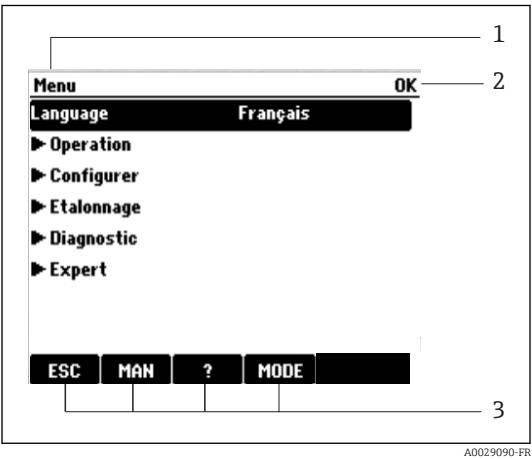 1
Menu OK 2
Language Français
Operation
Configurer
Etalonnage
Diagnostic
Expert
ESC MAN ? MODE
3
A0029090-FR